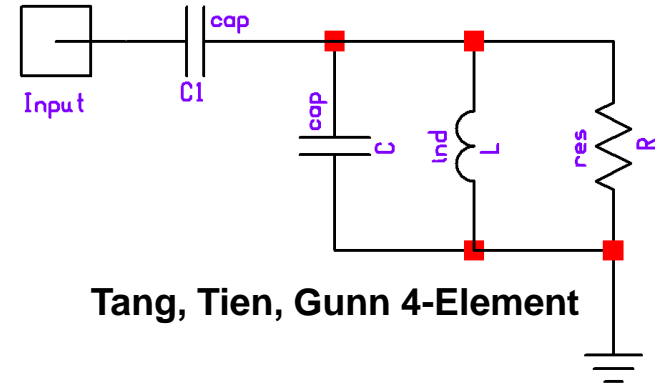 cap
Input
C1
cap
C
ind
L
res
R
Tang, Tien, Gunn 4-Element